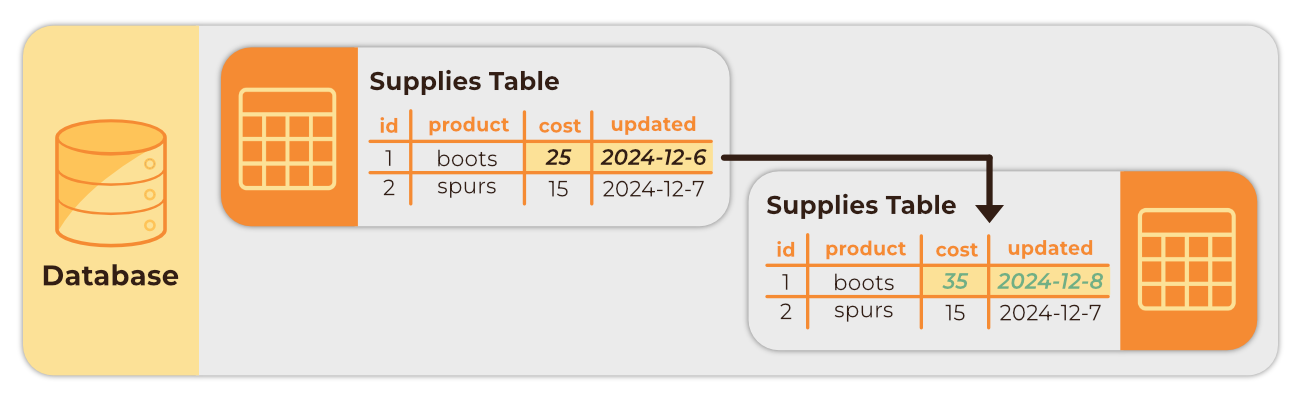 Database
Supplies Table
id product cost updated
1 boots 25 2024-12-6
2 spurs 15 2024-12-7
Supplies Table
id product cost updated
1 boots 35 2024-12-8
2 spurs 15 2024-12-7